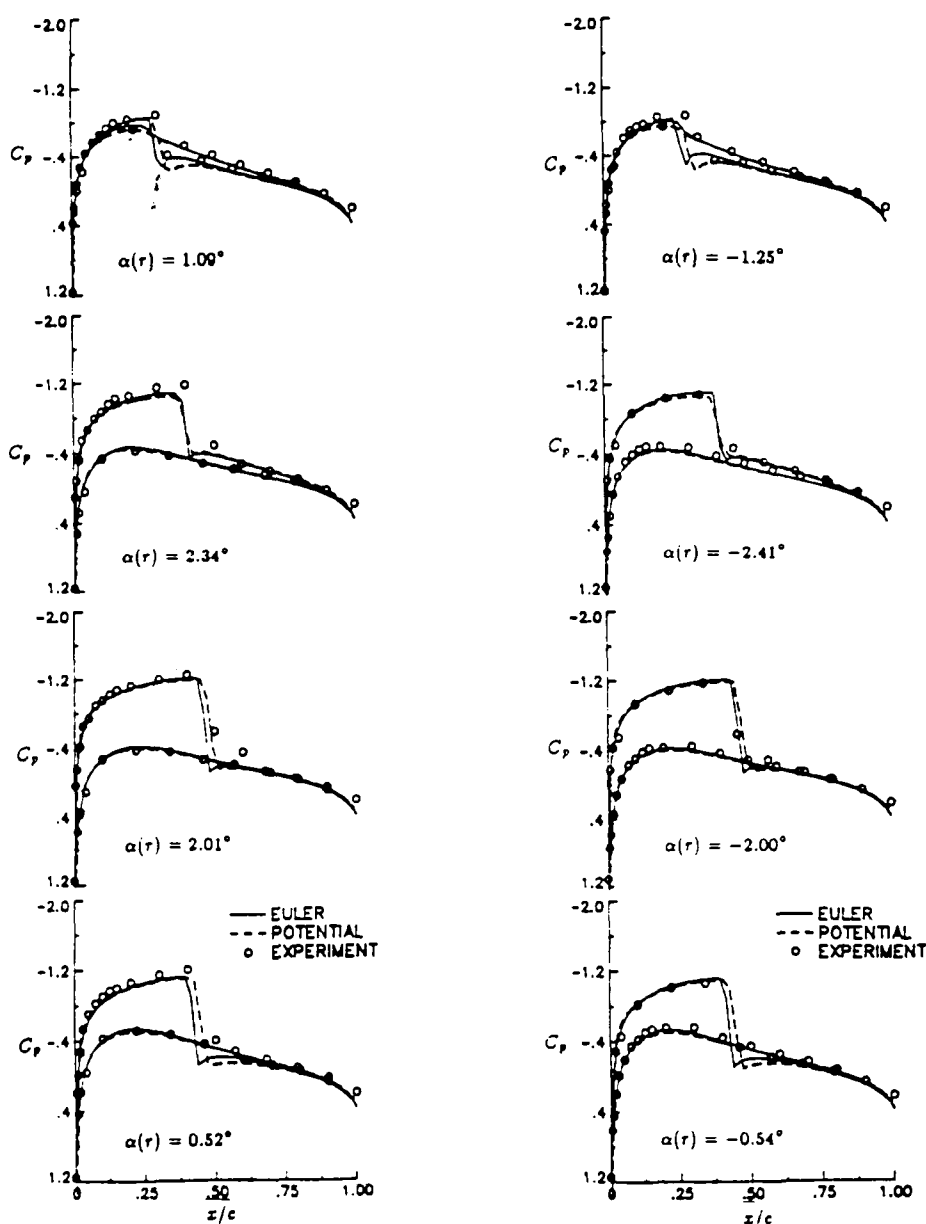 -2.0
-1.2
C_p -.4
.4
α(τ) = 1.09°
1.2
-2.0
-1.2
C_p -.4
.4
α(τ) = -1.25°
1.2
-2.0
-1.2
C_p -.4
.4
α(τ) = 2.34°
1.2
-2.0
-1.2
C_p -.4
.4
α(τ) = -2.41°
1.2
-2.0
-1.2
C_p -.4
.4
α(τ) = 2.01°
1.2
-2.0
-1.2
C_p -.4
.4
α(τ) = -2.00°
1.2
-2.0
EULER
POTENTIAL
EXPERIMENT
-1.2
C_p -.4
.4
α(τ) = 0.52°
1.2
0 .25 .50 .75 1.00
x/c
-2.0
EULER
POTENTIAL
EXPERIMENT
-1.2
C_p -.4
.4
α(τ) = -0.54°
1.2
0 .25 .50 .75 1.00
x/c